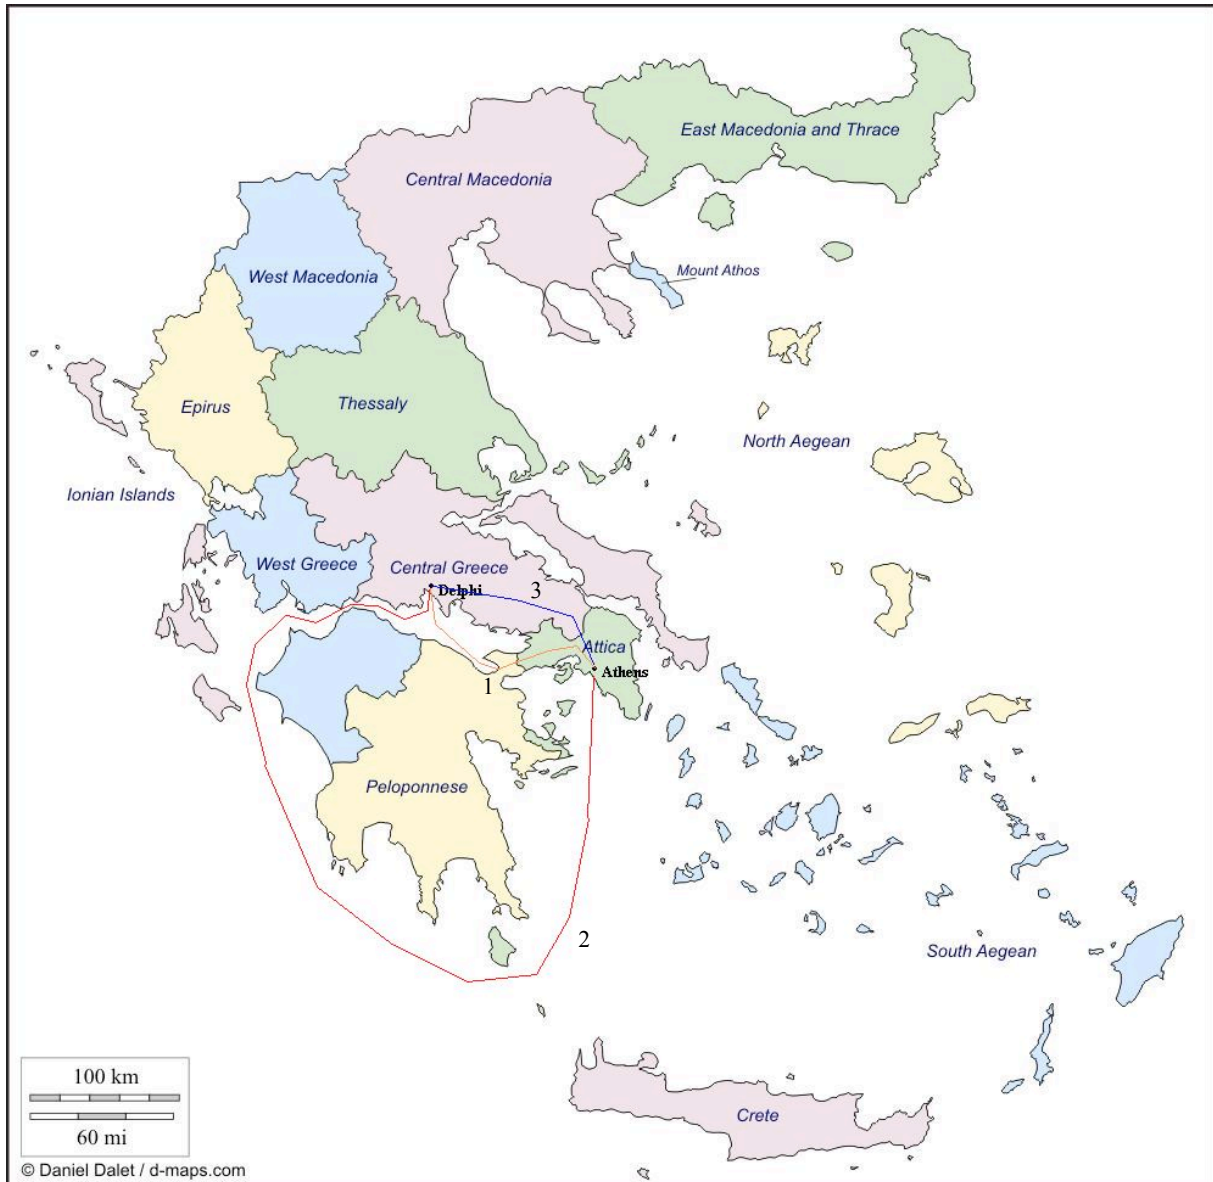 East Macedonia and Thrace
Central Macedonia
West Macedonia
Mount Athos
Epirus
Thessaly
North Aegean
Ionian Islands
West Greece
Central Greece
Delphi
3
Attica
Athens
1
Peloponnese
2
South Aegean
100 km
60 mi
Crete
© Daniel Dalet / d-maps.com